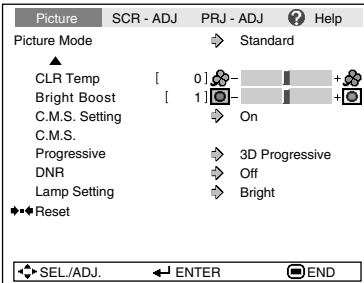 Picture SCR - ADJ PRJ - ADJ ? Help
Picture Mode Standard
CLR Temp [ 0] - +
Bright Boost [ 1] - +
C.M.S. Setting On
C.M.S.
Progressive 3D Progressive
DNR Off
Lamp Setting Bright
Reset
SEL./ADJ. ENTER END